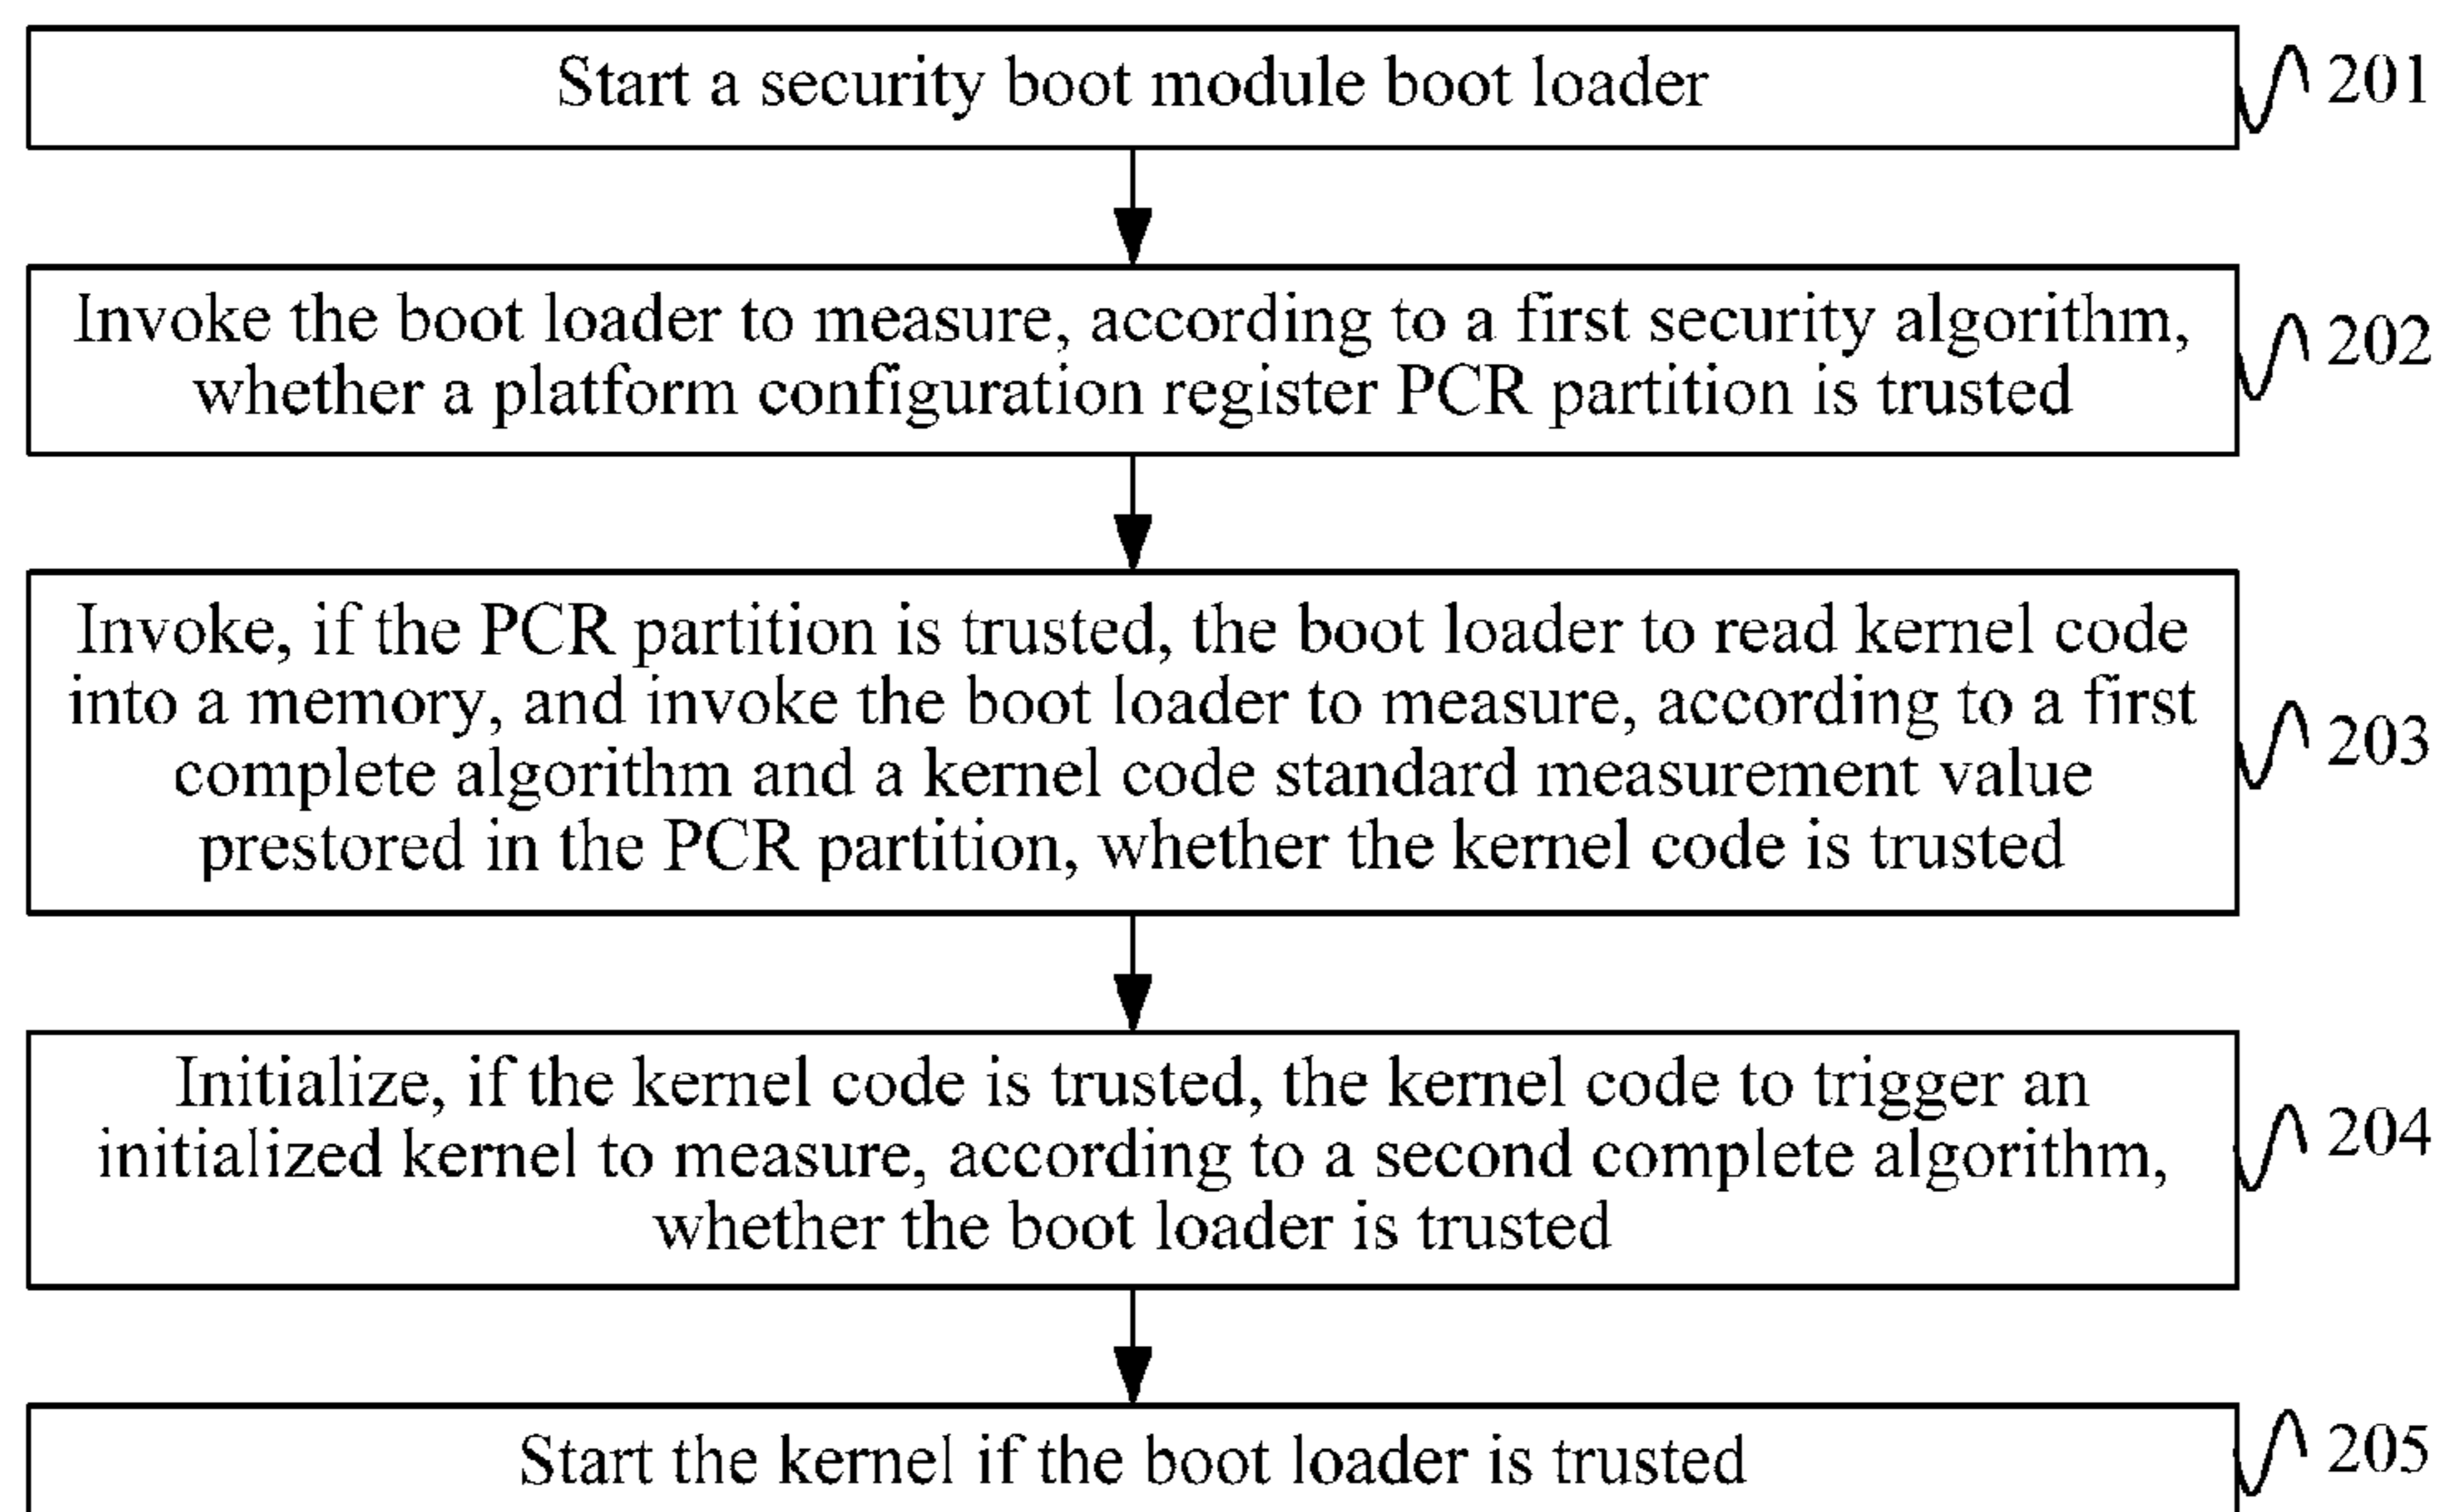 Start a security boot module boot loader
201
Invoke the boot loader to measure, according to a first security algorithm,
whether a platform configuration register PCR partition is trusted
202
Invoke, if the PCR partition is trusted, the boot loader to read kernel code
into a memory, and invoke the boot loader to measure, according to a first
complete algorithm and a kernel code standard measurement value
prestored in the PCR partition, whether the kernel code is trusted
203
Initialize, if the kernel code is trusted, the kernel code to trigger an
initialized kernel to measure, according to a second complete algorithm,
whether the boot loader is trusted
204
Start the kernel if the boot loader is trusted
205